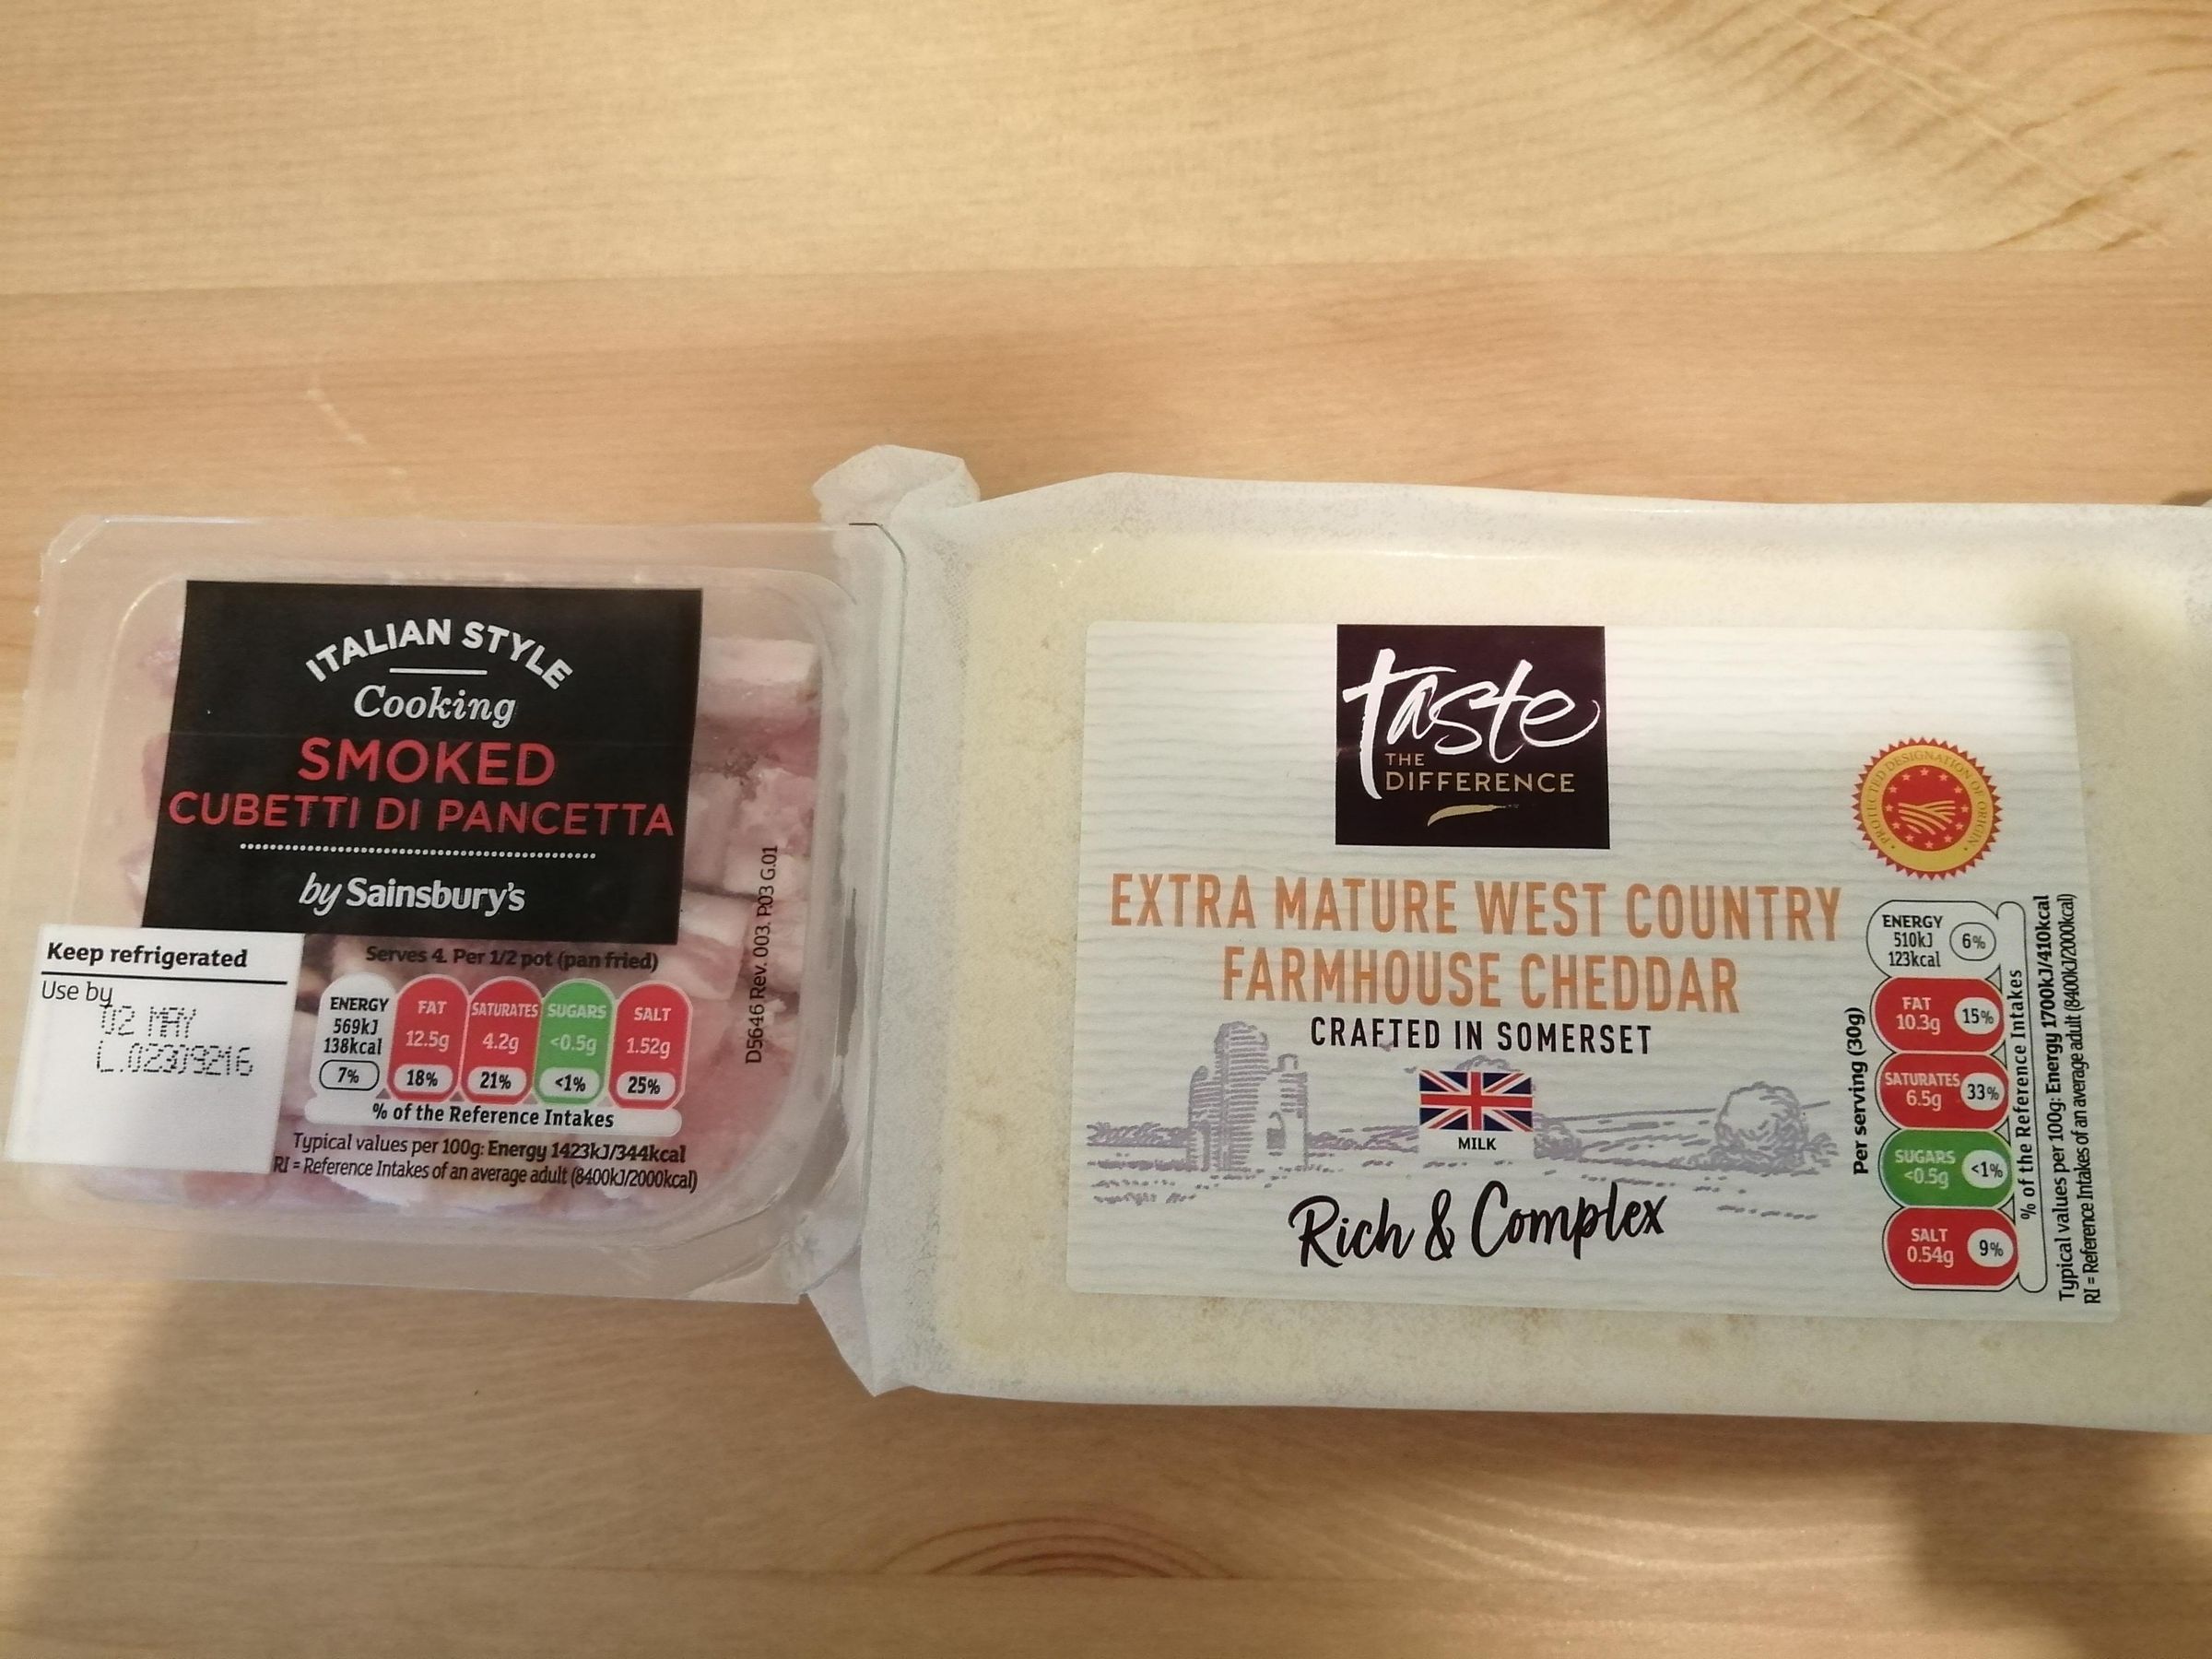 ITALIAN STYLE
Cooking
SMOKED
CUBETTI DI PANCETTA
by Sainsbury's
Keep refrigerated
Use by
02 MAY
Serves 4. Per 1/2 pot (pan fried)
ENERGY
569kJ
138kcal
7%
FAT
12.5g
18%
SATURATES
4.2g
21%
SUGARS
<0.5g
<1%
SALT
1.52g
25%
% of the Reference Intakes
Typical values per 100g: Energy 1423kJ/344kcal
RI = Reference Intakes of an average adult (8400kJ/2000kcal)
D5646 Rev. 003. P.03 G.01
taste
THE
DIFFERENCE
EXTRA MATURE WEST COUNTRY
FARMHOUSE CHEDDAR
CRAFTED IN SOMERSET
MILK
Rich & Complex
PROTECTED DESIGNATION OF ORIGIN
Per serving (30g)
ENERGY
510kJ
123kcal
6%
FAT
10.3g
15%
SATURATES
6.5g
33%
SUGARS
<0.5g
<1%
SALT
0.54g
9%
% of the Reference Intakes
Typical values per 100g: Energy 1700kJ/410kcal
RI = Reference Intakes of an average adult (8400kJ/2000kcal)